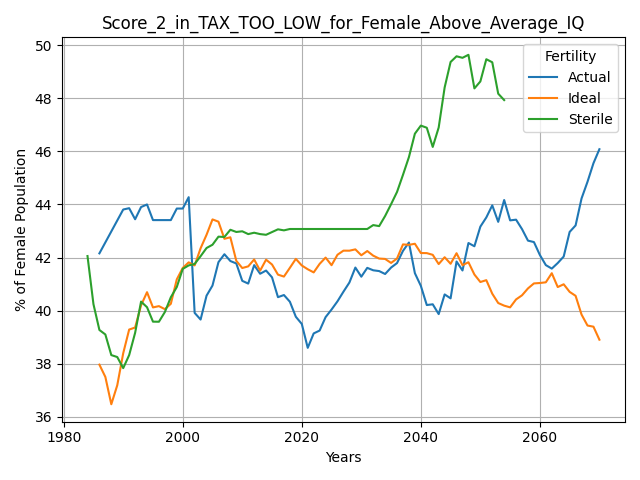 Score_2_in_TAX_TOO_LOW_for_Female_Above_Average_IQ
Fertility
Actual
Ideal
Sterile
% of Female Population
50
48
46
44
42
40
38
36
1980
2000
2020
2040
2060
Years